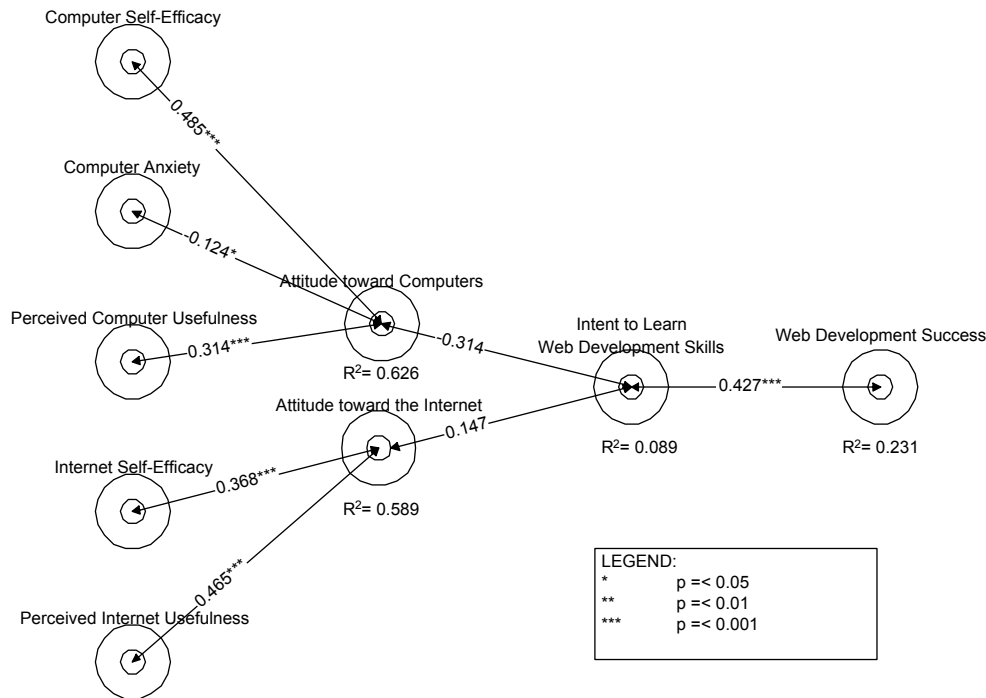 Computer Self-Efficacy
0.485***
Computer Anxiety
-0.124*
Attitude toward Computers
Perceived Computer Usefulness
0.314***
R²= 0.626
-0.314
Intent to Learn
Web Development Skills
Web Development Success
0.427***
Attitude toward the Internet
0.147
R²= 0.089
R²= 0.231
Internet Self-Efficacy
0.368***
R²= 0.589
0.465***
Perceived Internet Usefulness
LEGEND:
* p =< 0.05
** p =< 0.01
*** p =< 0.001